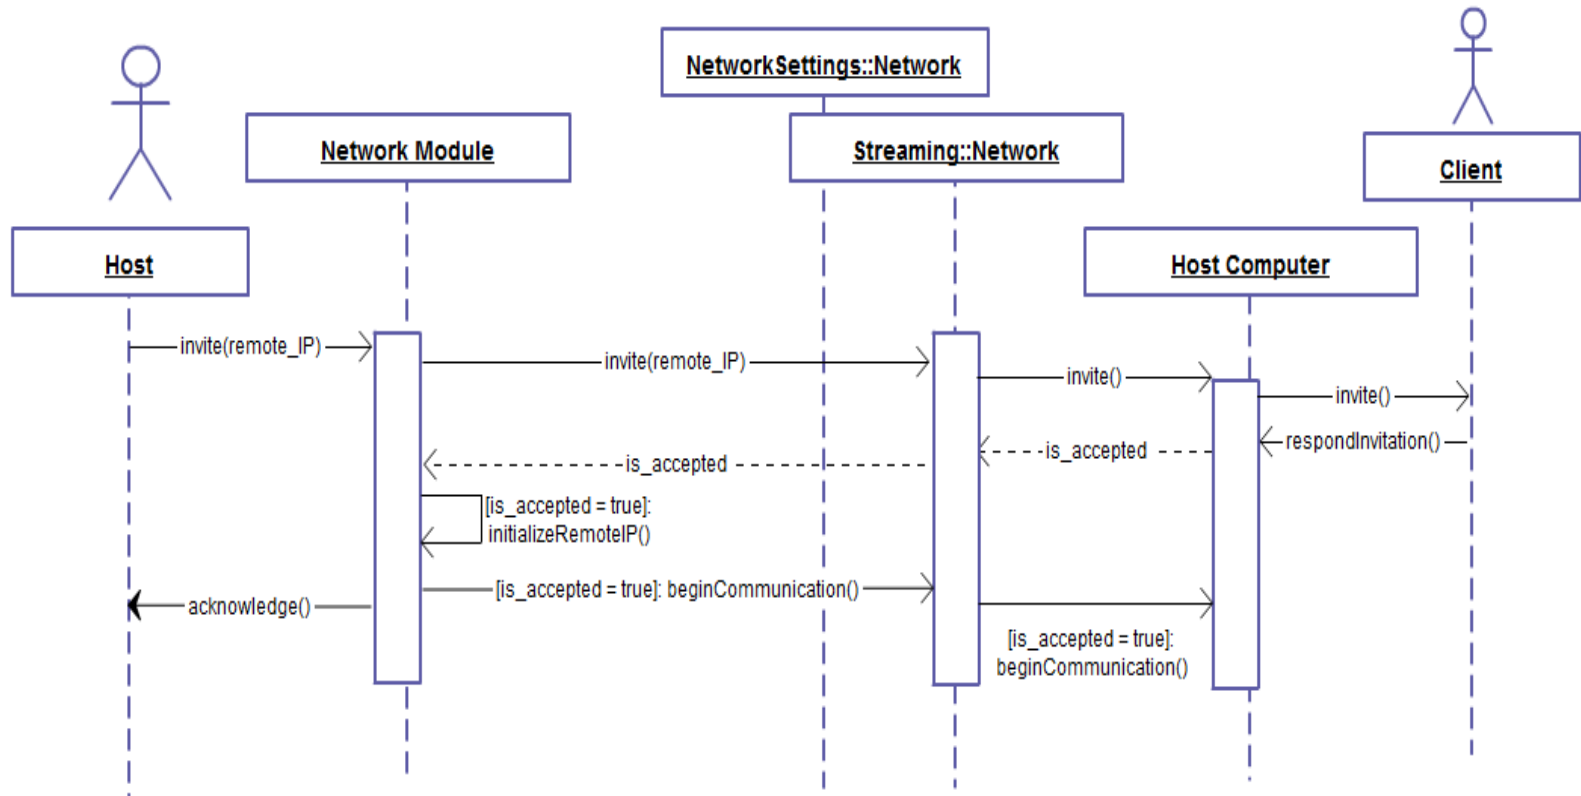 NetworkSettings::Network
Network Module
Streaming::Network
Client
Host
Host Computer
invite(remote_IP)
invite(remote_IP)
invite()
invite()
respondInvitation()
is_accepted
is_accepted
[is_accepted = true]:
initializeRemoteIP()
[is_accepted = true]: beginCommunication()
acknowledge()
[is_accepted = true]:
beginCommunication()